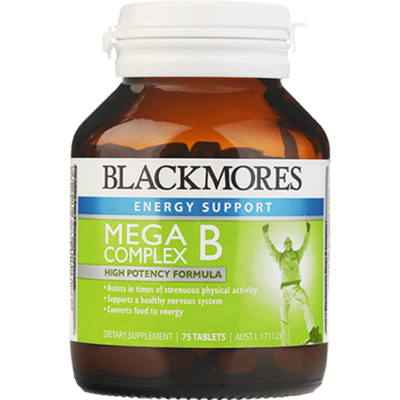 BLACKMORES
ENERGY SUPPORT
MEGA B
COMPLEX
HIGH POTENCY FORMULA
• Assists in times of strenuous physical activity
• Supports a healthy nervous system
• Converts food to energy
DIETARY SUPPLEMENT | 75 TABLETS | AUST L 171123